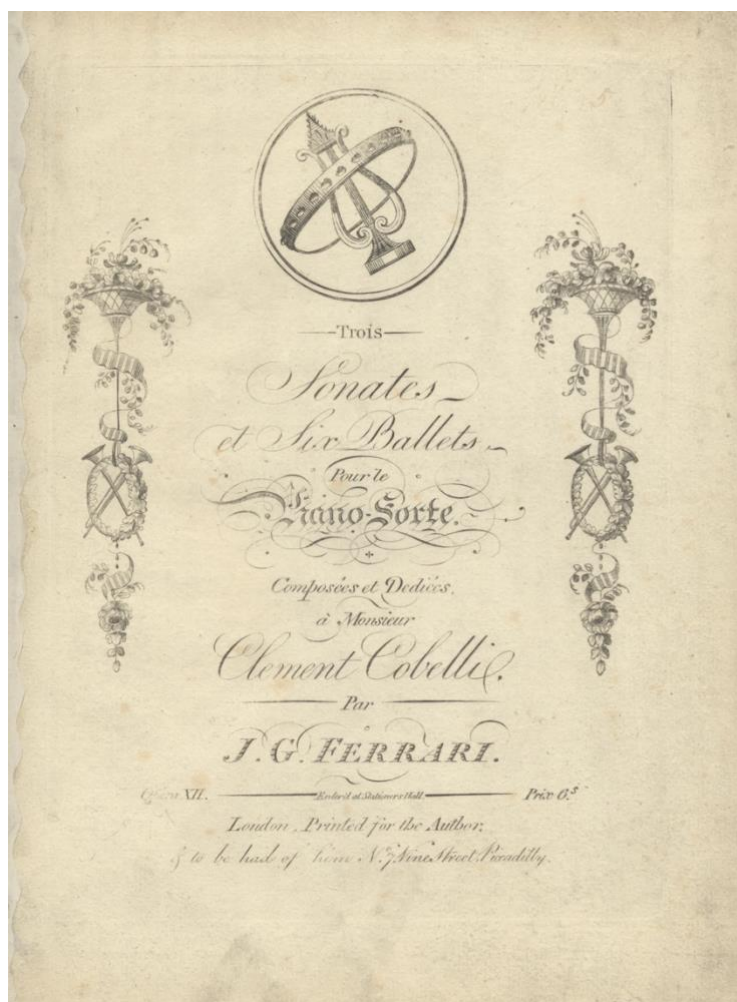 Trois
Sonates
et Six Ballets
Pour le
Piano-Forte.
Composées et Dediées,
à Monsieur
Clement Cobelli.
Par
J. G. FERRARI.
Opera XII. Enter'd at Stationers Hall. Prix 6.s
London, Printed for the Author,
& to be had of him N.º 7 Vine Street, Piccadilly.